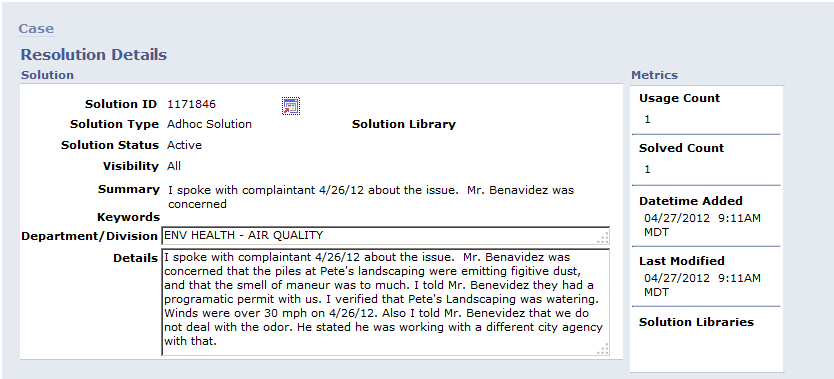 Case
Resolution Details
Solution
Solution ID 1171846
Solution Type Adhoc Solution Solution Library
Solution Status Active
Visibility All
Summary I spoke with complaintant 4/26/12 about the issue.  Mr. Benavidez was
concerned
Keywords
Department/Division ENV HEALTH - AIR QUALITY
Details I spoke with complaintant 4/26/12 about the issue.  Mr. Benavidez was
concerned that the piles at Pete's landscaping were emitting figitive dust,
and that the smell of maneur was to much. I told Mr. Benevidez they had a
programatic permit with us. I verified that Pete's Landscaping was watering.
Winds were over 30 mph on 4/26/12. Also I told Mr. Benevidez that we do
not deal with the odor. He stated he was working with a different city agency
with that.
Metrics
Usage Count
1
Solved Count
1
Datetime Added
04/27/2012  9:11AM
MDT
Last Modified
04/27/2012  9:11AM
MDT
Solution Libraries